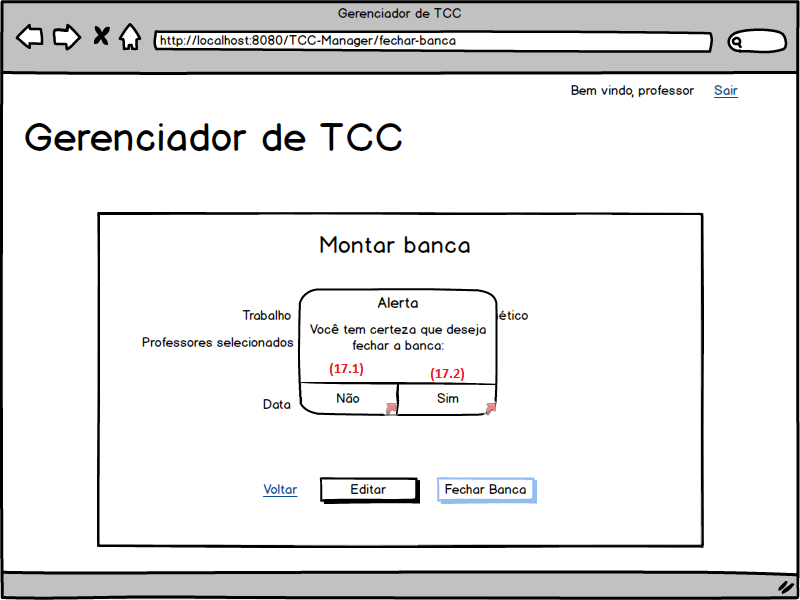 Gerenciador de TCC
http://localhost:8080/TCC-Manager/fechar-banca
Bem vindo, professor Sair
Gerenciador de TCC
Montar banca
Alerta
Trabalho ético
Você tem certeza que deseja
fechar a banca:
Professores selecionados
(17.1) (17.2)
Não Sim
Data
Voltar Editar Fechar Banca